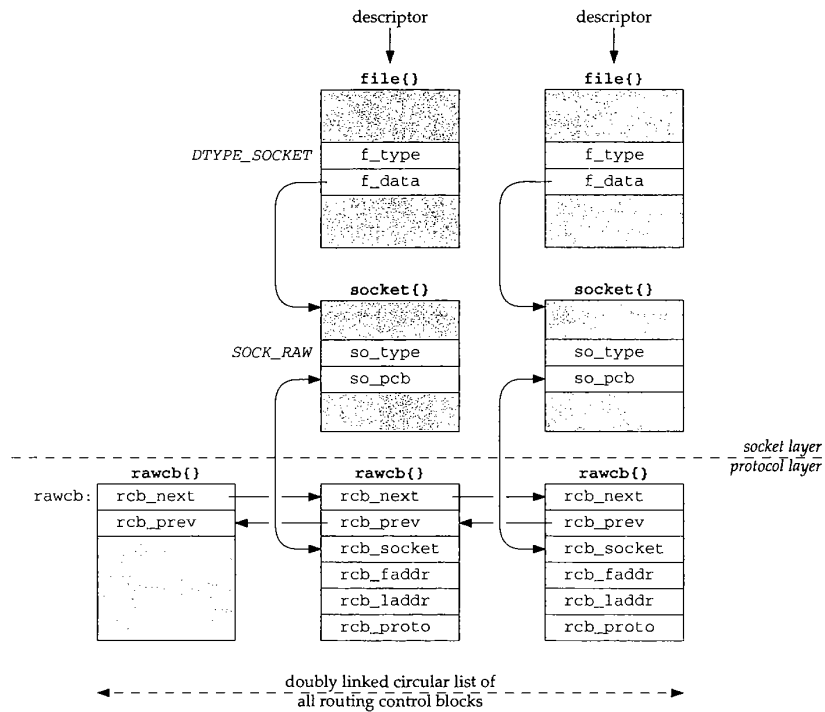 descriptor
descriptor
file{}
file{}
DTYPE_SOCKET
f_type
f_type
f_data
f_data
socket{}
socket{}
SOCK_RAW
so_type
so_type
so_pcb
so_pcb
socket layer
protocol layer
rawcb{}
rawcb{}
rawcb{}
rawcb:
rcb_next
rcb_next
rcb_next
rcb_prev
rcb_prev
rcb_prev
rcb_socket
rcb_socket
rcb_faddr
rcb_faddr
rcb_laddr
rcb_laddr
rcb_proto
rcb_proto
doubly linked circular list of
all routing control blocks